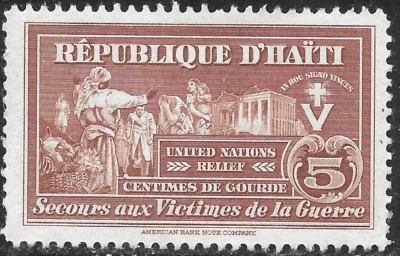 RÉPUBLIQUE D'HAÏTI
IN HOC SIGNO VINCES
V
UNITED NATIONS
RELIEF
CENTIMES DE GOURDE
5
Secours aux Victimes de la Guerre
AMERICAN BANK NOTE COMPANY.